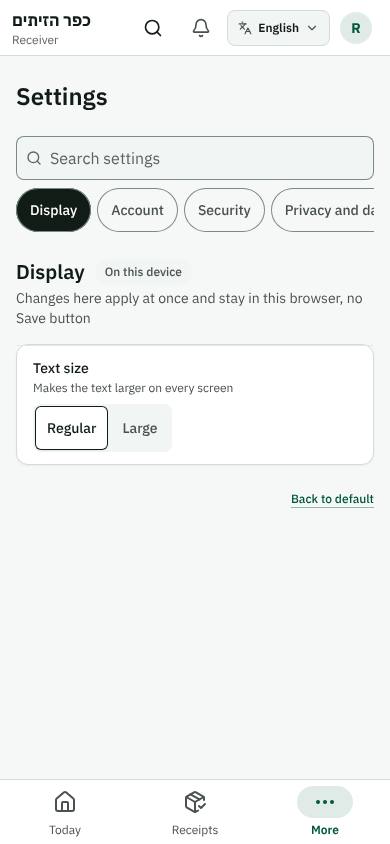 כפר הזיתים
Receiver
English
R
Settings
Search settings
Display
Account
Security
Privacy and da
Display
On this device
Changes here apply at once and stay in this browser, no
Save button
Text size
Makes the text larger on every screen
Regular
Large
Back to default
Today
Receipts
More